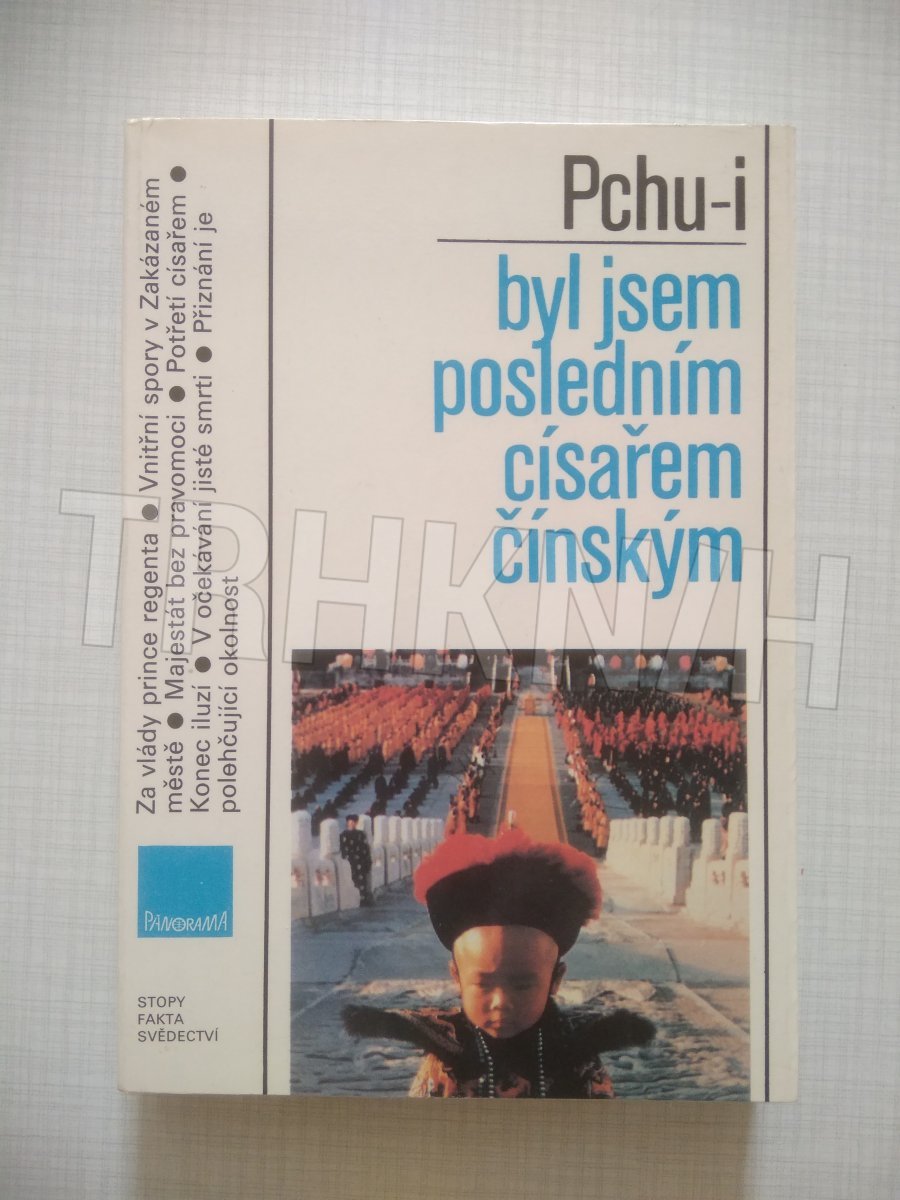 Pchu-i
byl jsem
posledním
císařem
čínským
Za vlády prince regenta ● Vnitřní spory v Zakázaném
městě ● Majestát bez pravomoci ● Potřetí císařem ●
Konec iluzí ● V očekávání jisté smrti ● Přiznání je
polehčující okolnost
PANORAMA
STOPY
FAKTA
SVĚDECTVÍ
TRHKNIH